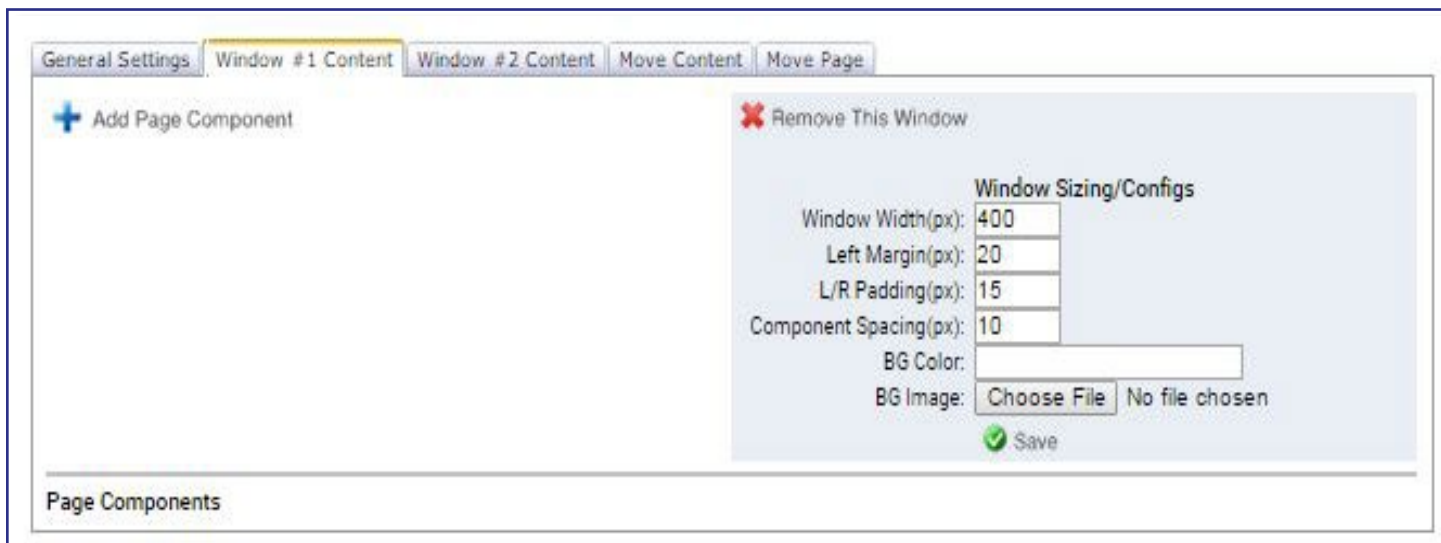 General Settings Window #1 Content Window #2 Content Move Content Move Page
Add Page Component
Remove This Window
Window Sizing/Configs
Window Width(px): 400
Left Margin(px): 20
L/R Padding(px): 15
Component Spacing(px): 10
BG Color:
BG Image: Choose File No file chosen
Save
Page Components